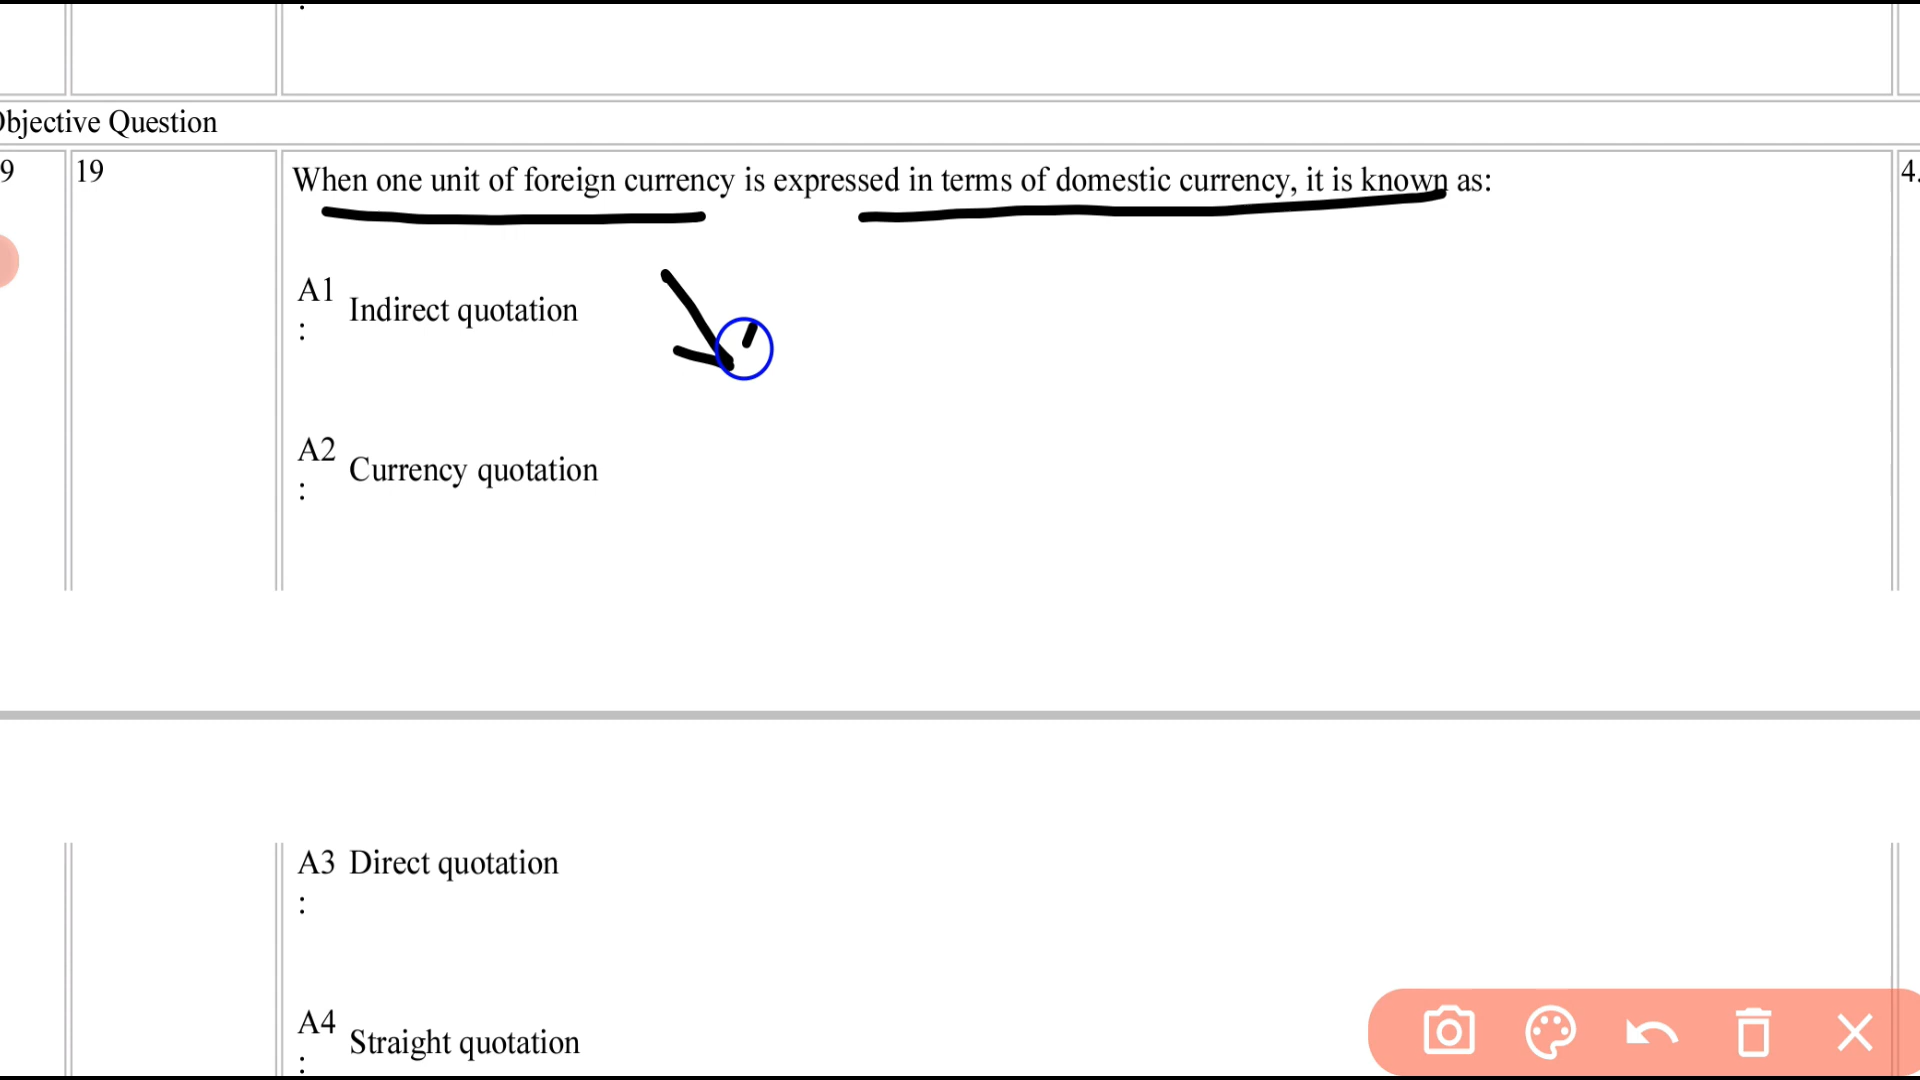 Objective Question
9 19 When one unit of foreign currency is expressed in terms of domestic currency, it is known as: 4.
A1
: Indirect quotation
A2
: Currency quotation
A3 Direct quotation
:
A4
: Straight quotation